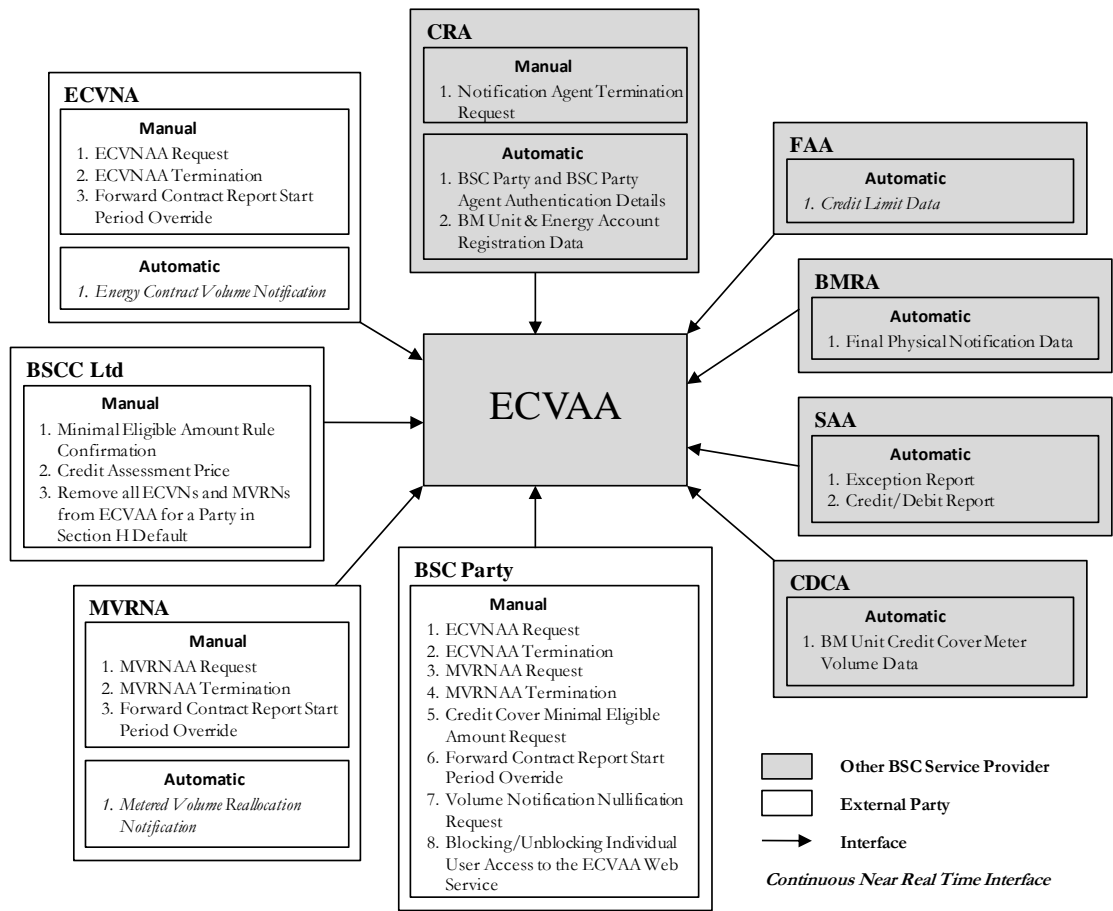 CRA
Manual
1. Notification Agent Termination
Request
Automatic
1. BSC Party and BSC Party
Agent Authentication Details
2. BM Unit & Energy Account
Registration Data
ECVNA
Manual
1. ECVNAA Request
2. ECVNAA Termination
3. Forward Contract Report Start
Period Override
Automatic
1. Energy Contract Volume Notification
FAA
Automatic
1. Credit Limit Data
BMRA
Automatic
1. Final Physical Notification Data
BSCC Ltd
Manual
1. Minimal Eligible Amount Rule
Confirmation
2. Credit Assessment Price
3. Remove all ECVNs and MVRNs
from ECVAA for a Party in
Section H Default
ECVAA
SAA
Automatic
1. Exception Report
2. Credit/Debit Report
MVRNA
Manual
1. MVRNAA Request
2. MVRNAA Termination
3. Forward Contract Report Start
Period Override
Automatic
1. Metered Volume Reallocation
Notification
BSC Party
Manual
1. ECVNAA Request
2. ECVNAA Termination
3. MVRNAA Request
4. MVRNAA Termination
5. Credit Cover Minimal Eligible
Amount Request
6. Forward Contract Report Start
Period Override
7. Volume Notification Nullification
Request
8. Blocking/Unblocking Individual
User Access to the ECVAA Web
Service
CDCA
Automatic
1. BM Unit Credit Cover Meter
Volume Data
Other BSC Service Provider
External Party
Interface
Continuous Near Real Time Interface